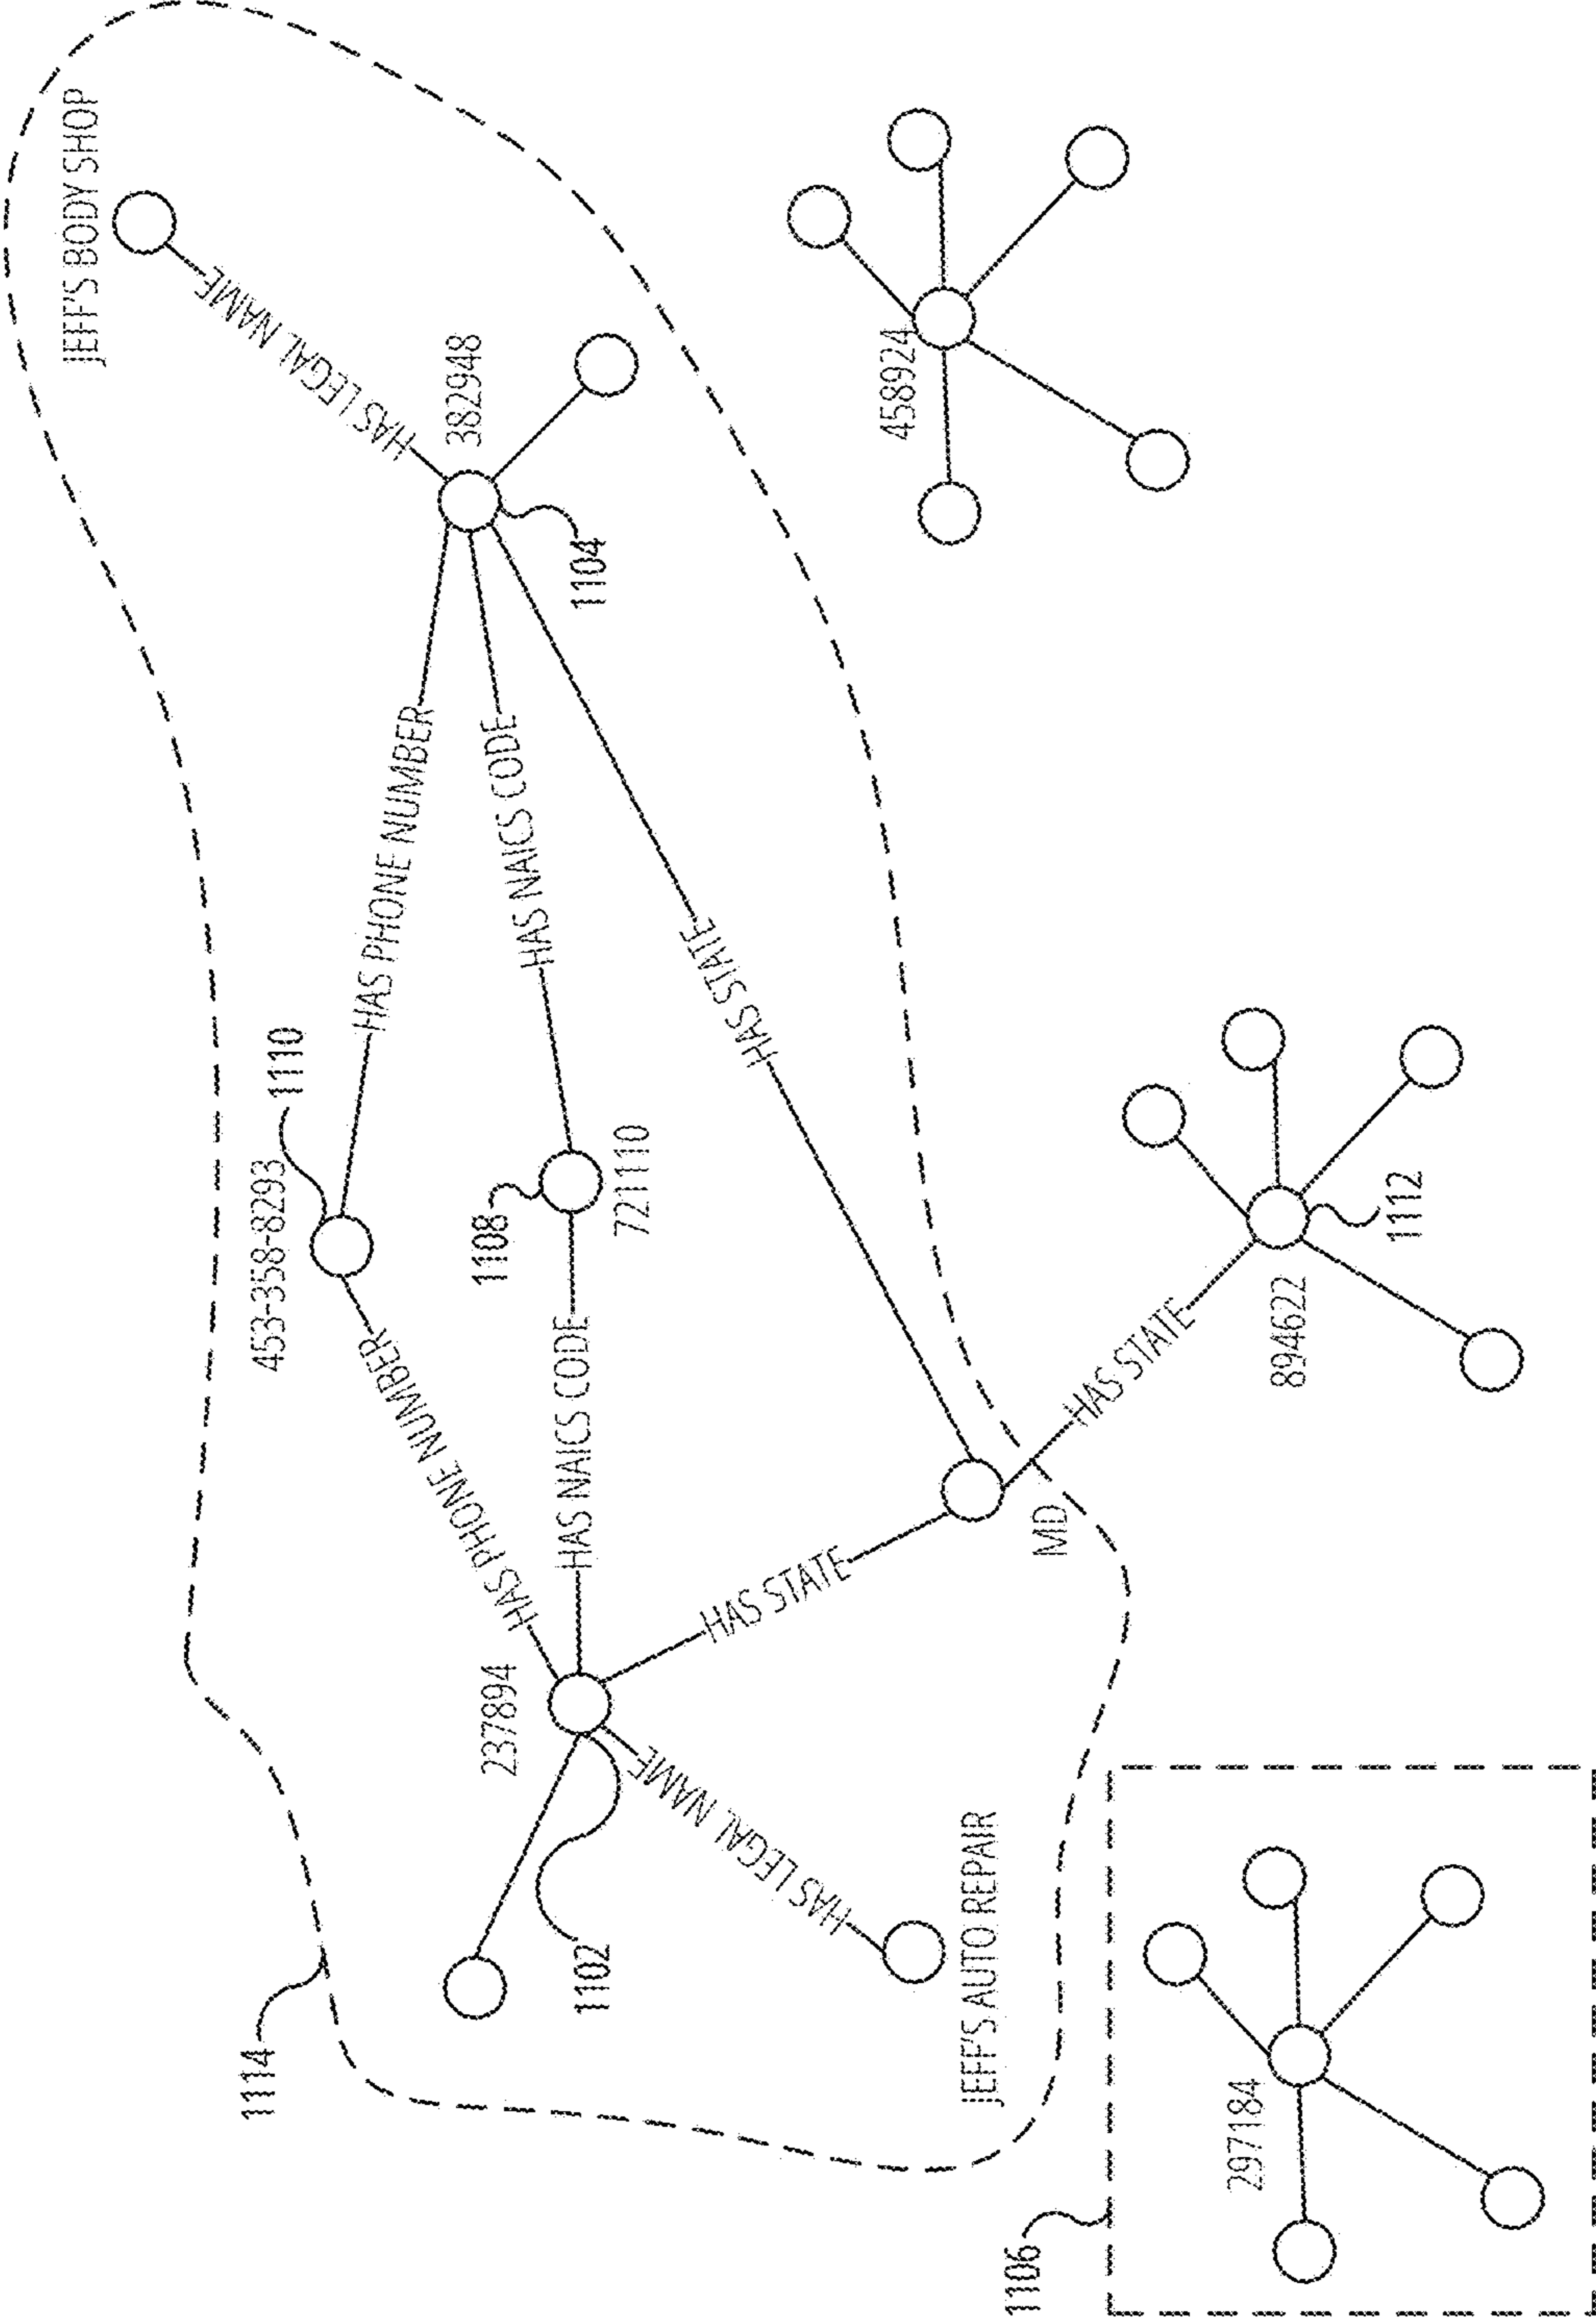 1114
237894
1102
HAS LEGAL NAME
JEFF'S AUTO REPAIR
HAS PHONE NUMBER
453-358-8293
1110
HAS PHONE NUMBER
HAS NAICS CODE
1108
721110
HAS NAICS CODE
HAS STATE
MD
HAS STATE
382948
1104
HAS LEGAL NAME
JEFF'S BODY SHOP
HAS STATE
894622
1112
458924
1106
297184